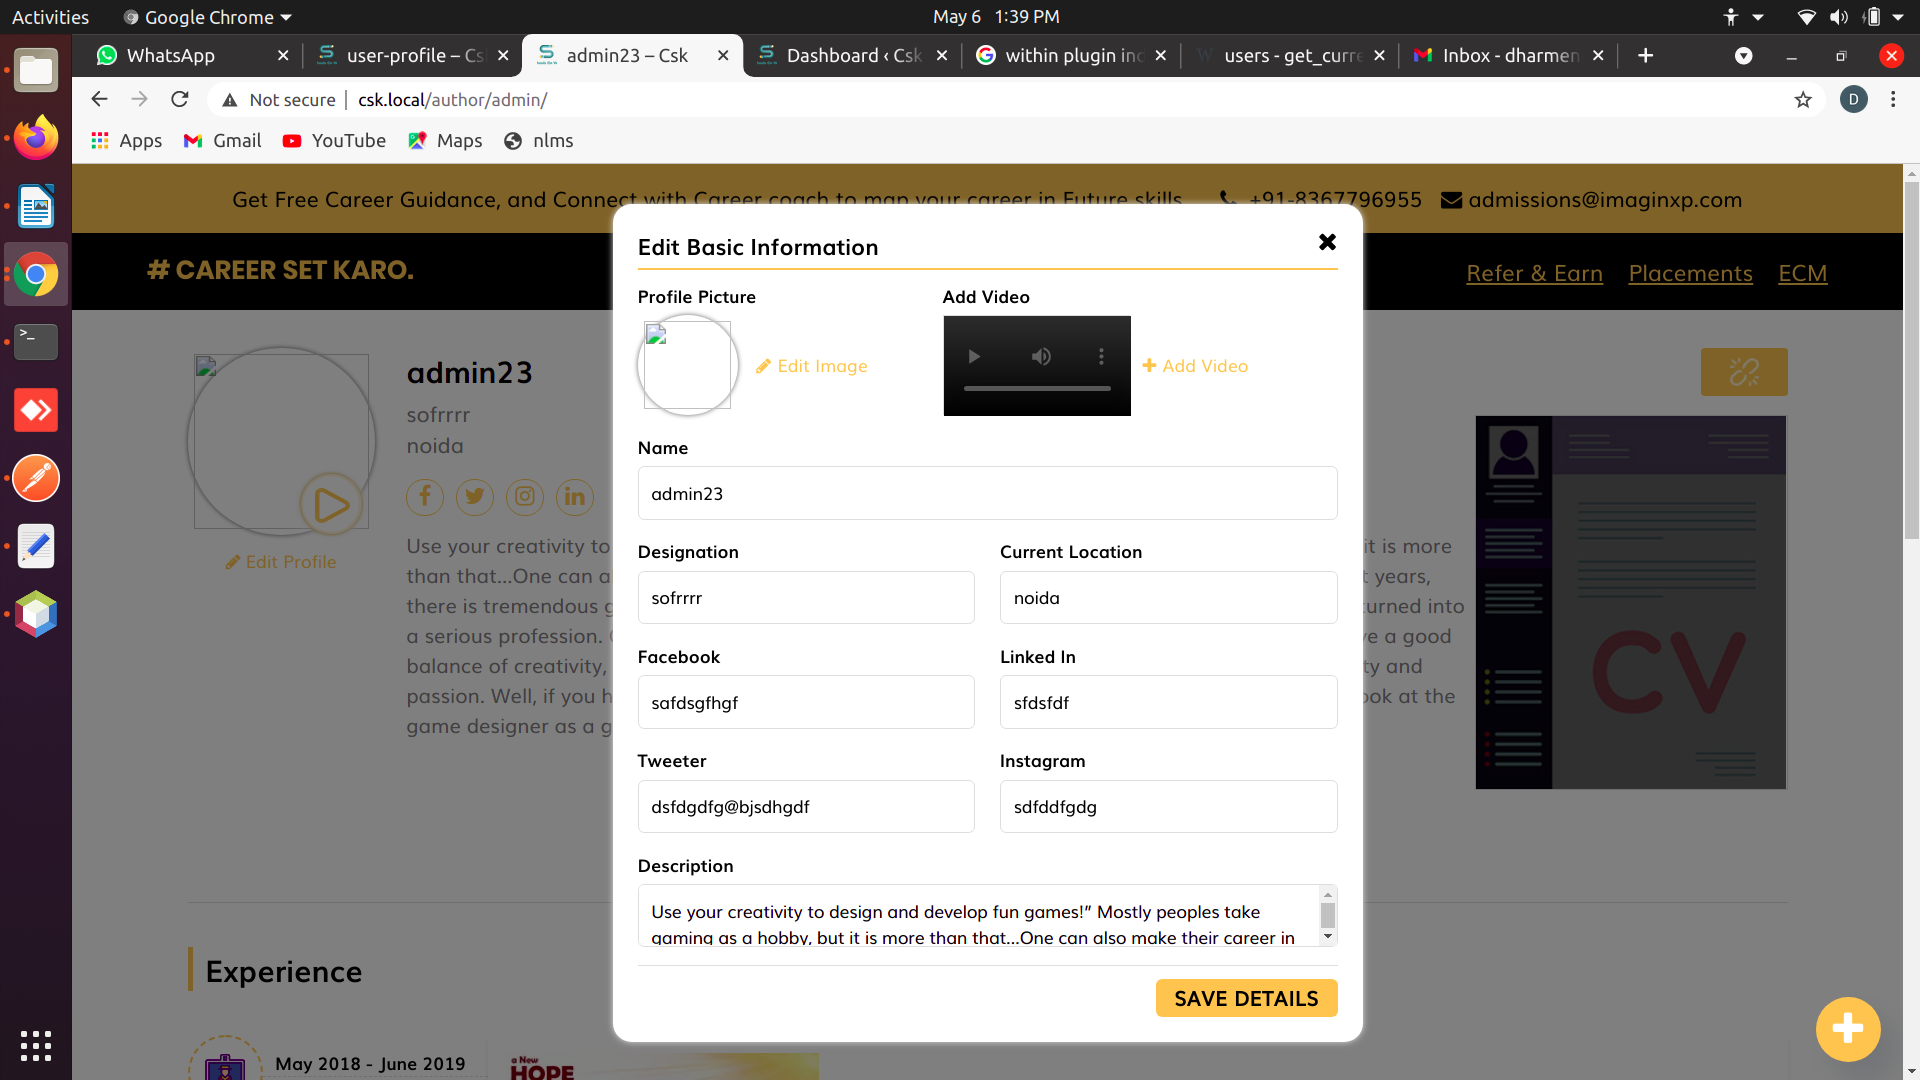 Activities
Google Chrome
May 6 1:39 PM
WhatsApp
user-profile – Cs
admin23 – Csk
Dashboard ‹ Csk
within plugin inc
users - get_curre
Inbox - dharmen
Not secure
csk.local/author/admin/
D
Apps
Gmail
YouTube
Maps
nlms
Get Free Career Guidance, and Connect with Career coach to map your career in Future skills
+91-8367796955
admissions@imaginxp.com
# CAREER SET KARO.
Refer & Earn
Placements
ECM
Edit Basic Information
Profile Picture
Add Video
Edit Image
Add Video
Name
admin23
Designation
Current Location
sofrrrr
noida
Facebook
Linked In
safdsgfhgf
sfdsfdf
Tweeter
Instagram
dsfdgdfg@bjsdhgdf
sdfddfgdg
Description
Use your creativity to design and develop fun games!” Mostly peoples take
gaming as a hobby, but it is more than that...One can also make their career in
SAVE DETAILS
admin23
sofrrrr
noida
Edit Profile
Use your creativity to
it is more
than that...One can a
years,
there is tremendous
urned into
a serious profession.
a good
balance of creativity,
and
passion. Well, if you
at the
game designer as a
CV
Experience
May 2018 - June 2019
a New
HOPE